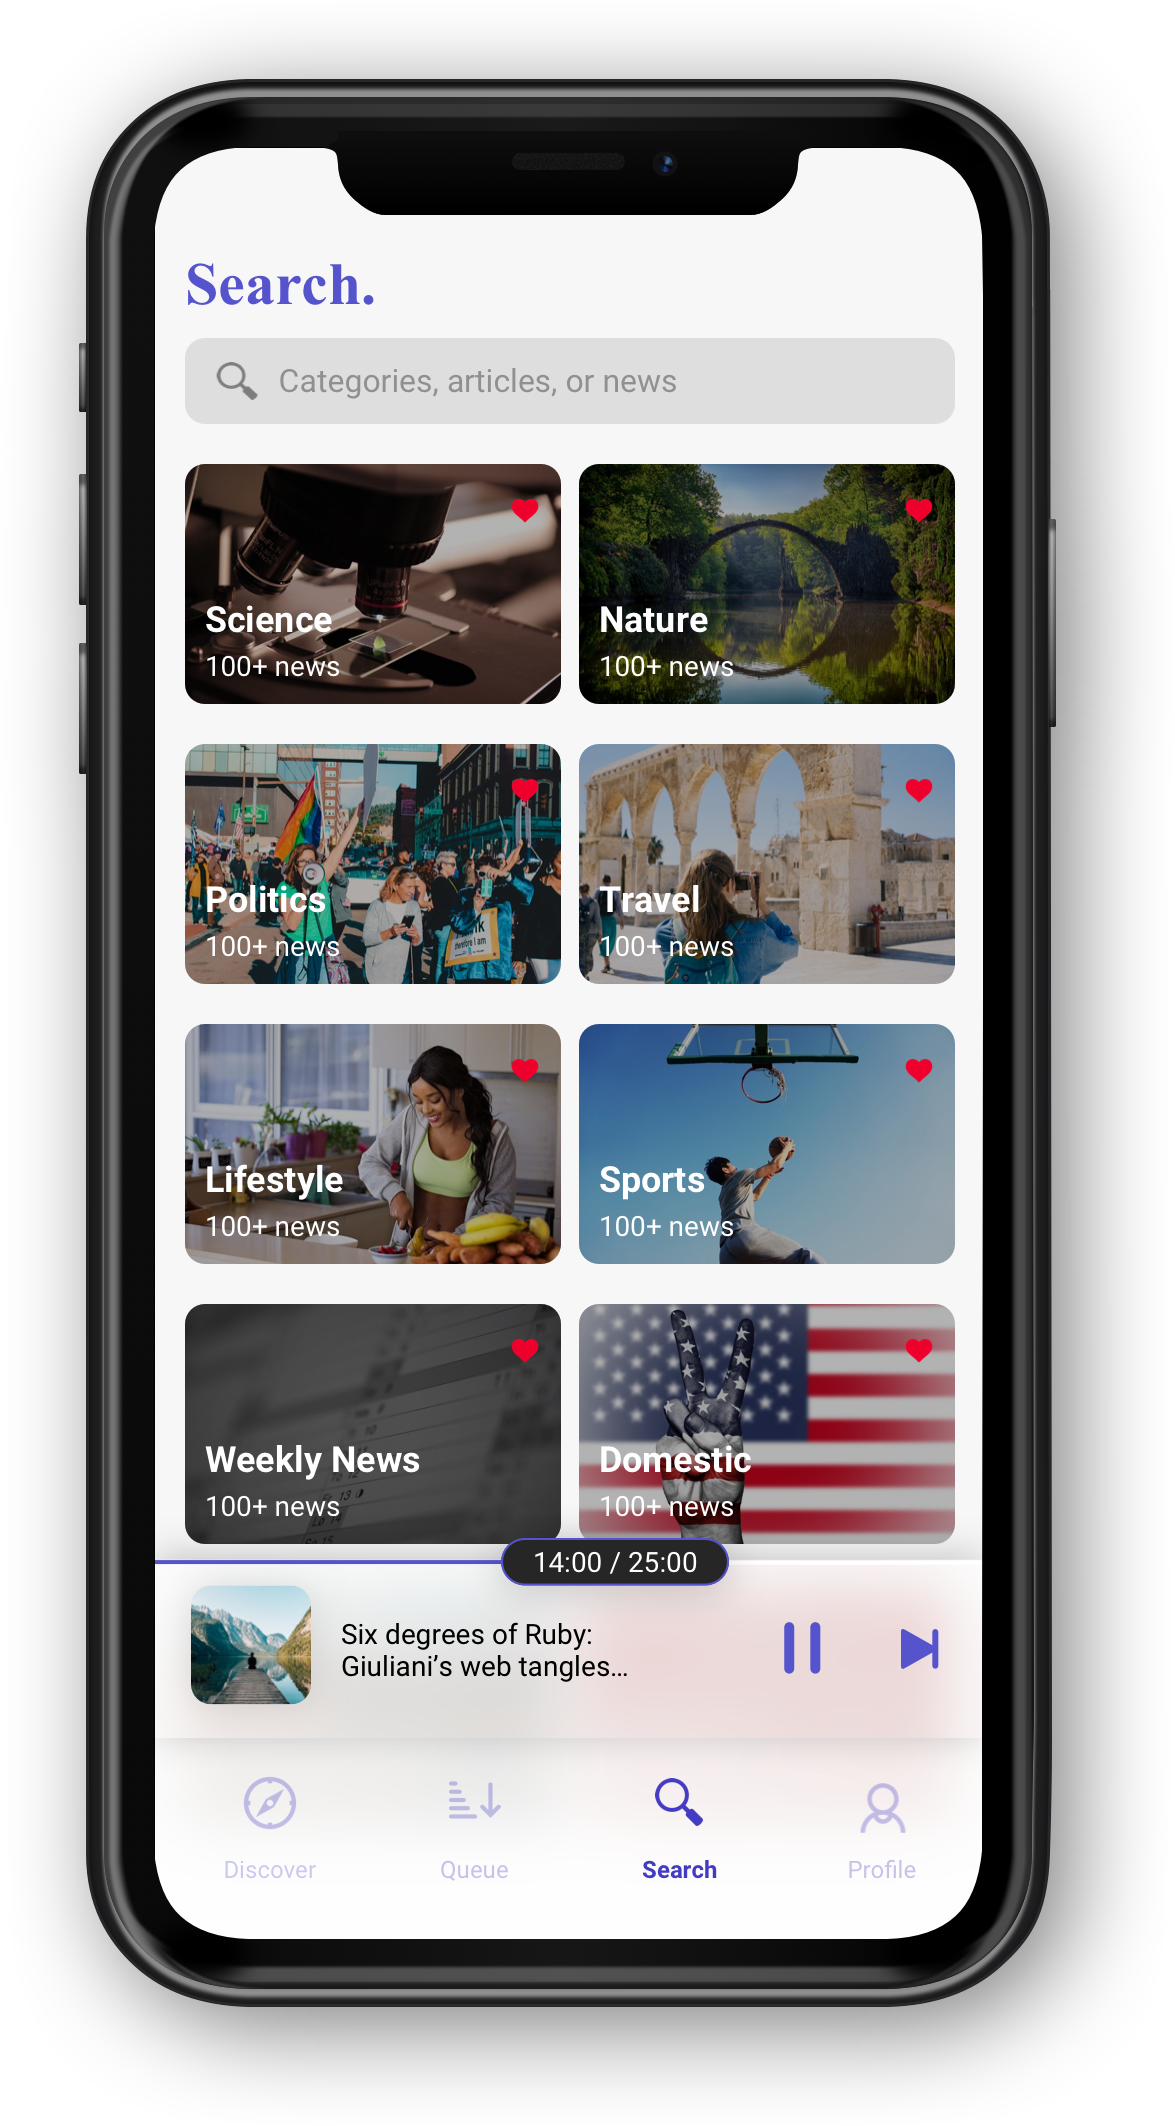 Search.
Categories, articles, or news
Science
100+ news
Nature
100+ news
Politics
100+ news
therefore I am
Travel
100+ news
Lifestyle
100+ news
Sports
100+ news
Weekly News
100+ news
Domestic
100+ news
14:00 / 25:00
Six degrees of Ruby:
Giuliani’s web tangles...
Discover
Queue
Search
Profile